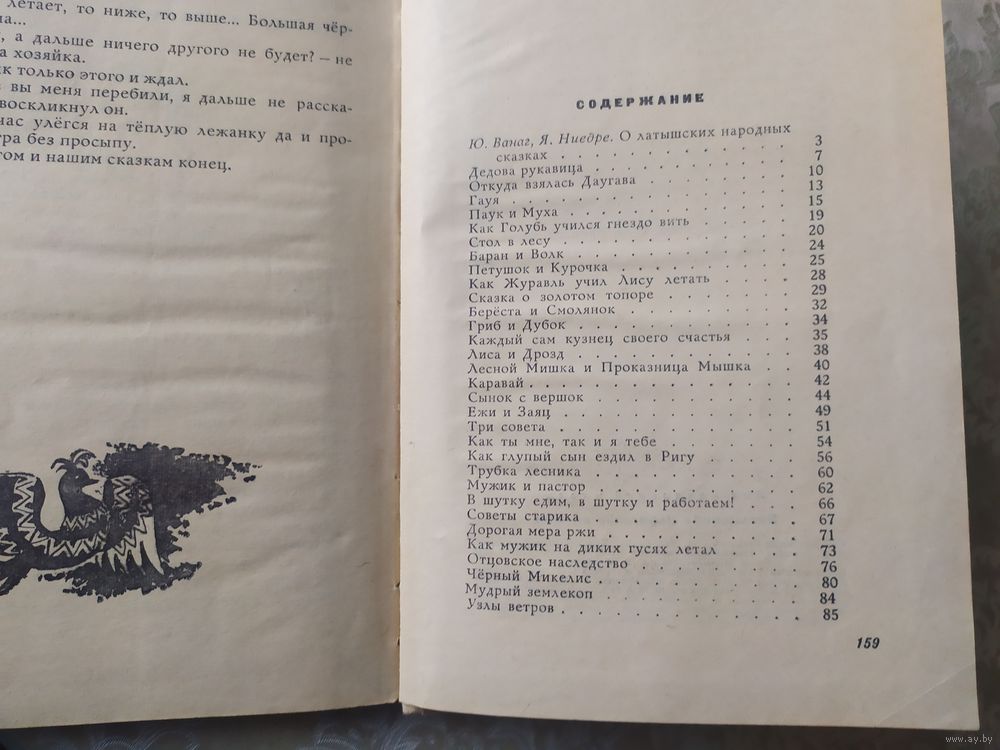 летает, то ниже, то выше... Большая чёр-
а дальше ничего другого не будет? — не
хозяйка.
только этого и ждал.
вы меня перебили, я дальше не расска-
воскликнул он.
улёгся на тёплую лежанку да и про-
без просыпу.
и нашим сказкам конец.
СОДЕРЖАНИЕ
Ю. Ванаг, Я. Ниедре. О латышских народных
сказках . . . . . . . . . . 3
Дедова рукавица . . . . . . . . . 7
Откуда взялась Даугава . . . . . . . 10
Гауя . . . . . . . . . . . . 13
Паук и Муха . . . . . . . . . . 15
Как Голубь учился гнездо вить . . . . . 19
Стол в лесу . . . . . . . . . . 20
Баран и Волк . . . . . . . . . . 24
Петушок и Курочка . . . . . . . . 25
Как Журавль учил Лису летать . . . . . 28
Сказка о золотом топоре . . . . . . . 29
Берёста и Смолянок . . . . . . . . 32
Гриб и Дубок . . . . . . . . . . 34
Каждый сам кузнец своего счастья . . . . 35
Лиса и Дрозд . . . . . . . . . . 38
Лесной Мишка и Проказница Мышка . . 40
Каравай . . . . . . . . . . . 42
Сынок с вершок . . . . . . . . . 44
Ежи и Заяц . . . . . . . . . . 49
Три совета . . . . . . . . . . 51
Как ты мне, так и я тебе . . . . . . 54
Как глупый сын ездил в Ригу . . . . . 56
Трубка лесника . . . . . . . . . 60
Мужик и пастор . . . . . . . . . 62
В шутку едим, в шутку и работаем! . . . 66
Советы старика . . . . . . . . . 67
Дорогая мера ржи . . . . . . . . 71
Как мужик на диких гусях летал . . . . 73
Отцовское наследство . . . . . . . 76
Чёрный Микелис . . . . . . . . . 80
Мудрый землекоп . . . . . . . . . 84
Узлы ветров . . . . . . . . . . 85
159
www.ay.by